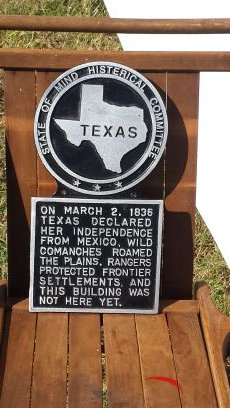 STATE OF MIND HISTERICAL COMMITTEE
TEXAS
ON MARCH 2, 1836
TEXAS DECLARED
HER INDEPENDENCE
FROM MEXICO, WILD
COMANCHES ROAMED
THE PLAINS, RANGERS
PROTECTED FRONTIER
SETTLEMENTS, AND
THIS BUILDING WAS
NOT HERE YET.